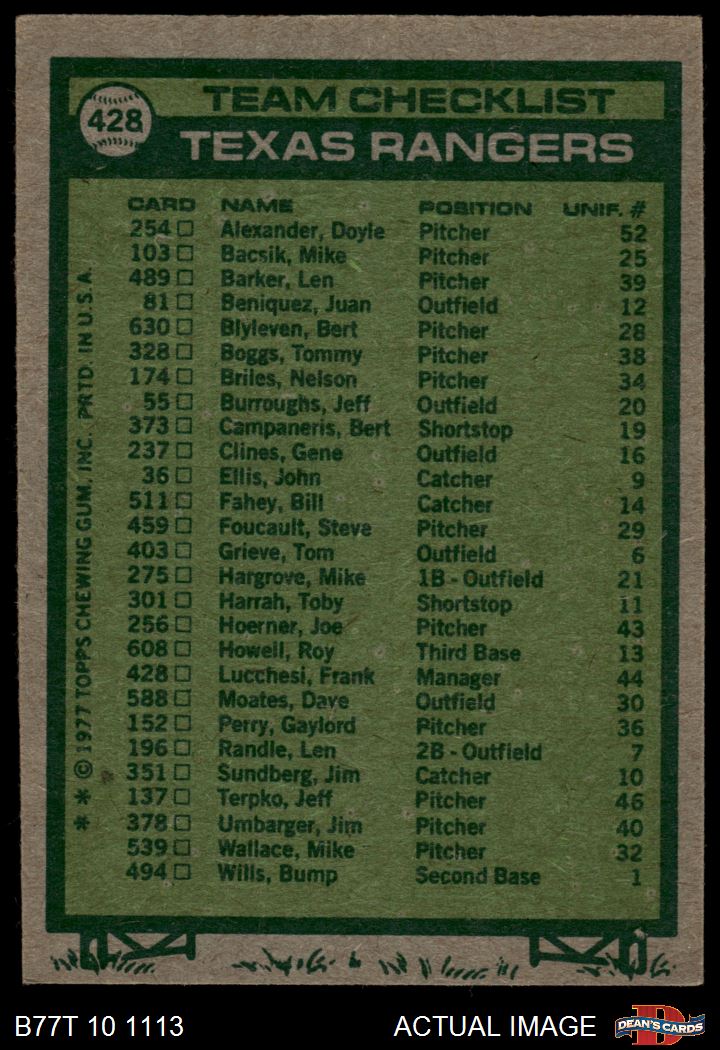 428
TEAM CHECKLIST
TEXAS RANGERS
CARD NAME POSITION UNIF. #
254 Alexander, Doyle Pitcher 52
103 Bacsik, Mike Pitcher 25
489 Barker, Len Pitcher 39
81 Beniquez, Juan Outfield 12
630 Blyleven, Bert Pitcher 28
328 Boggs, Tommy Pitcher 38
174 Briles, Nelson Pitcher 34
55 Burroughs, Jeff Outfield 20
373 Campaneris, Bert Shortstop 19
237 Clines, Gene Outfield 16
36 Ellis, John Catcher 9
511 Fahey, Bill Catcher 14
459 Foucault, Steve Pitcher 29
403 Grieve, Tom Outfield 6
275 Hargrove, Mike 1B - Outfield 21
301 Harrah, Toby Shortstop 11
256 Hoerner, Joe Pitcher 43
608 Howell, Roy Third Base 13
428 Lucchesi, Frank Manager 44
588 Moates, Dave Outfield 30
152 Perry, Gaylord Pitcher 36
196 Randle, Len 2B - Outfield 7
351 Sundberg, Jim Catcher 10
137 Terpko, Jeff Pitcher 46
378 Umbarger, Jim Pitcher 40
539 Wallace, Mike Pitcher 32
494 Wills, Bump Second Base 1
* * © 1977 TOPPS CHEWING GUM, INC. PRTD. IN U.S.A.
B77T 10 1113 ACTUAL IMAGE
DEAN'S CARDS